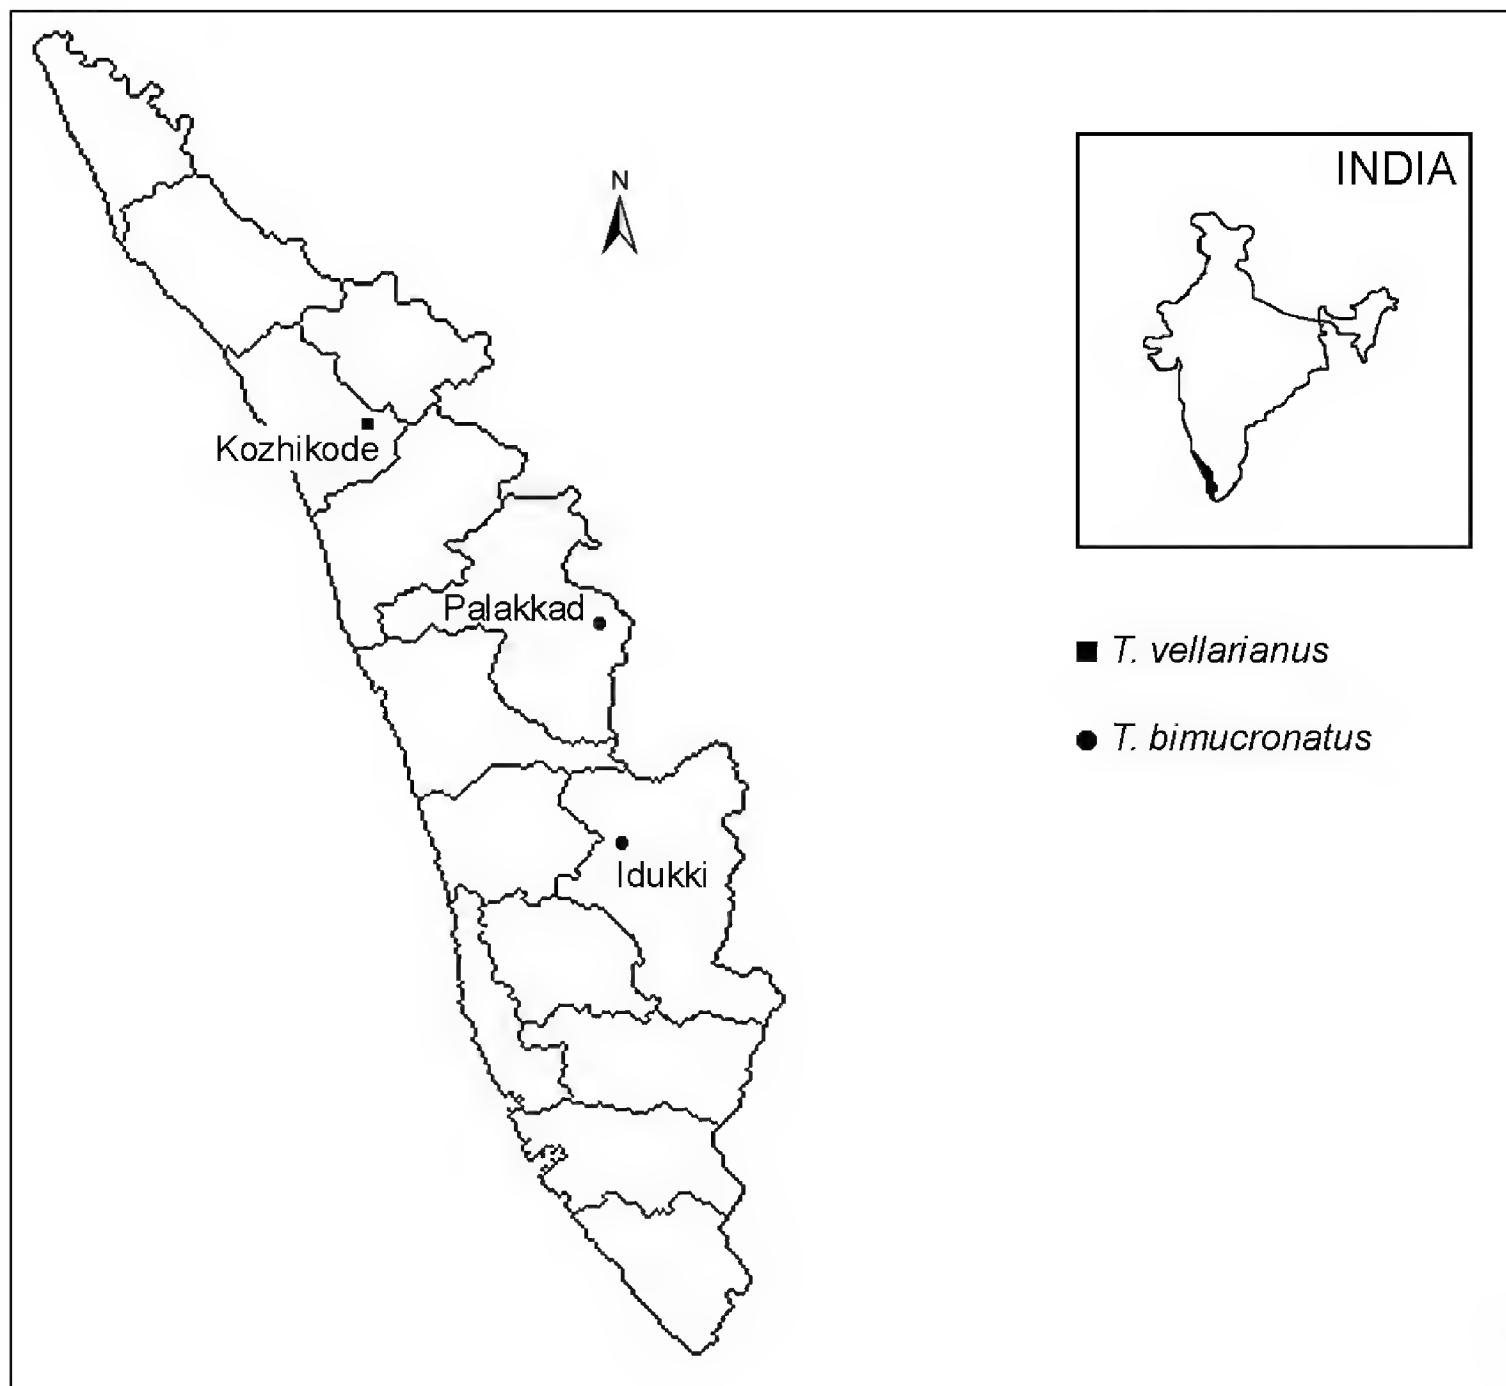 INDIA
N
Kozhikode
Palakkad
T. vellarianus
T. bimucronatus
Idukki